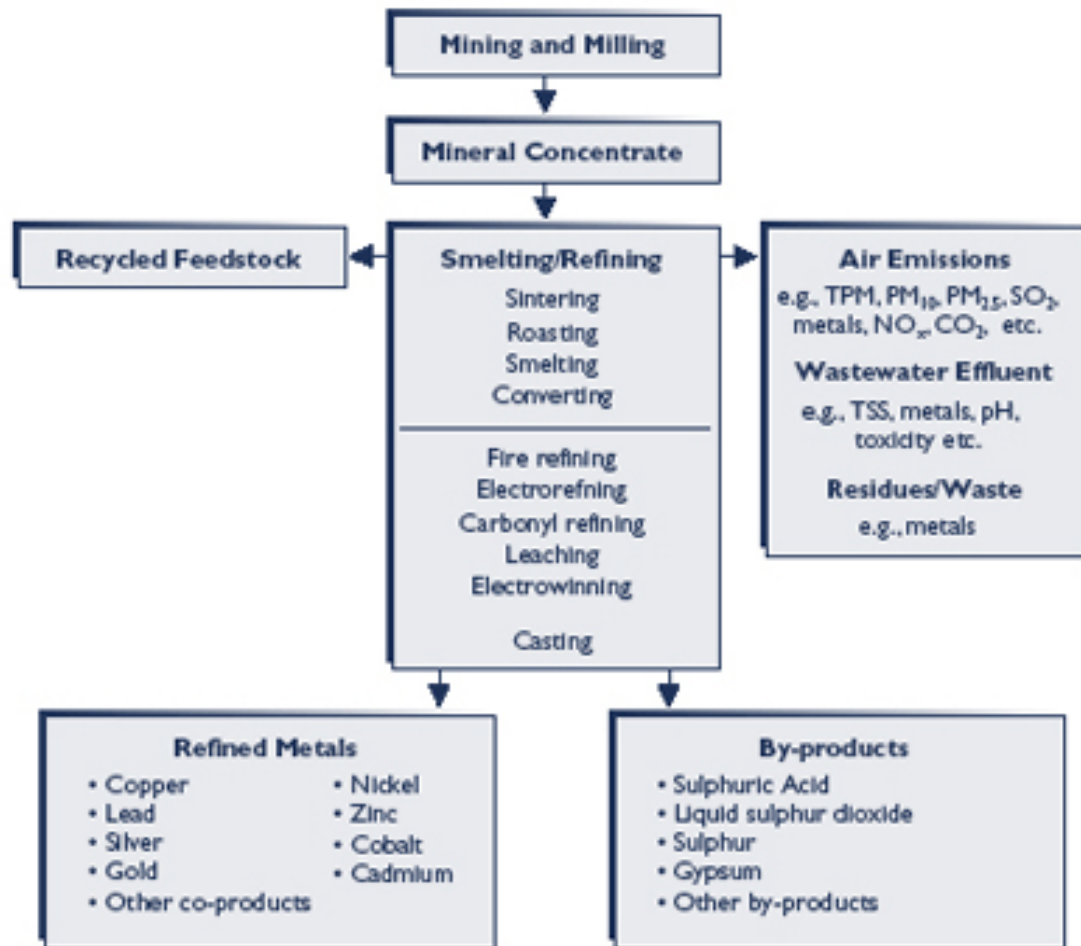 Mining and Milling
Mineral Concentrate
Recycled Feedstock
Smelting/Refining
Sintering
Roasting
Smelting
Converting
Fire refining
Electrorefning
Carbonyl refining
Leaching
Electrowinning
Casting
Air Emissions
e.g., TPM, PM₁₀, PM₂.₅, SO₂,
metals, NOₓ, CO₂, etc.
Wastewater Effluent
e.g., TSS, metals, pH,
toxicity etc.
Residues/Waste
e.g., metals
Refined Metals
• Copper
• Lead
• Silver
• Gold
• Other co-products
• Nickel
• Zinc
• Cobalt
• Cadmium
By-products
• Sulphuric Acid
• Liquid sulphur dioxide
• Sulphur
• Gypsum
• Other by-products